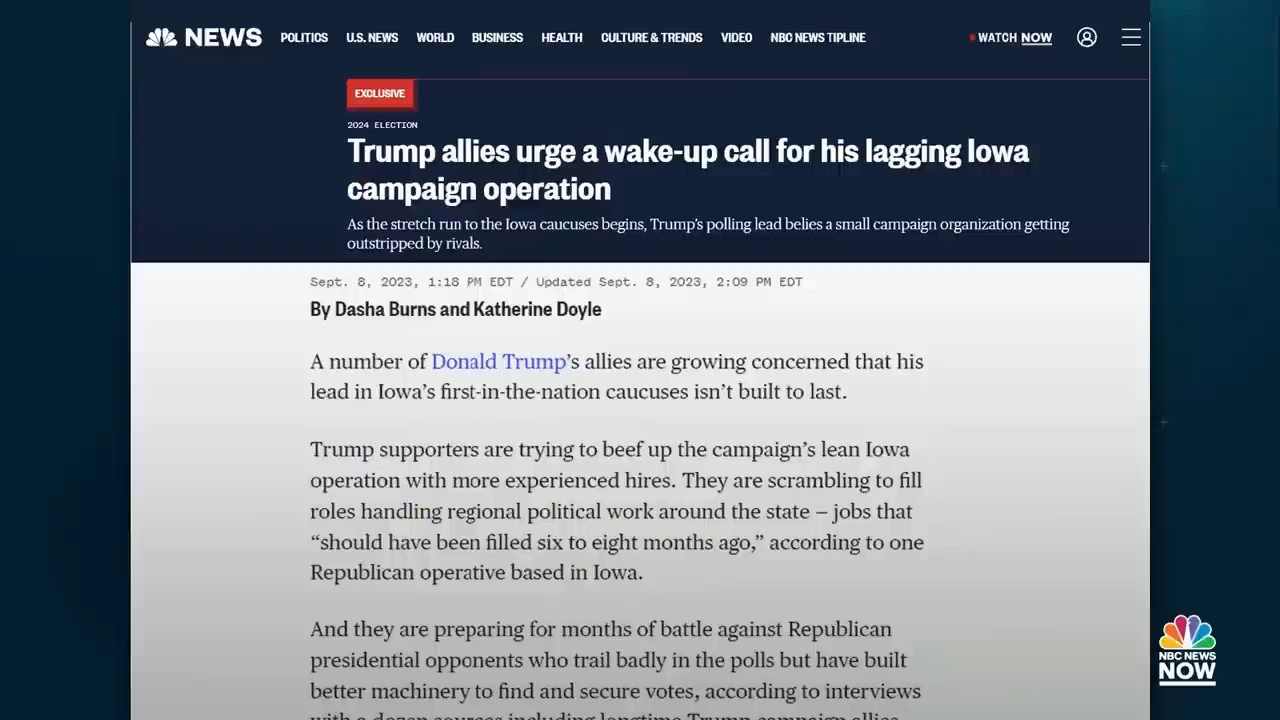 NEWS POLITICS U.S. NEWS WORLD BUSINESS HEALTH CULTURE & TRENDS VIDEO NBC NEWS TIPLINE WATCH NOW
EXCLUSIVE
2024 ELECTION
Trump allies urge a wake-up call for his lagging Iowa
campaign operation
As the stretch run to the Iowa caucuses begins, Trump’s polling lead belies a small campaign organization getting
outstripped by rivals.
Sept. 8, 2023, 1:18 PM EDT / Updated Sept. 8, 2023, 2:09 PM EDT
By Dasha Burns and Katherine Doyle
A number of Donald Trump’s allies are growing concerned that his
lead in Iowa’s first-in-the-nation caucuses isn’t built to last.
Trump supporters are trying to beef up the campaign’s lean Iowa
operation with more experienced hires. They are scrambling to fill
roles handling regional political work around the state – jobs that
“should have been filled six to eight months ago,” according to one
Republican operative based in Iowa.
And they are preparing for months of battle against Republican
presidential opponents who trail badly in the polls but have built
better machinery to find and secure votes, according to interviews
with a dozen sources including longtime Trump campaign allies
NBC NEWS
NOW